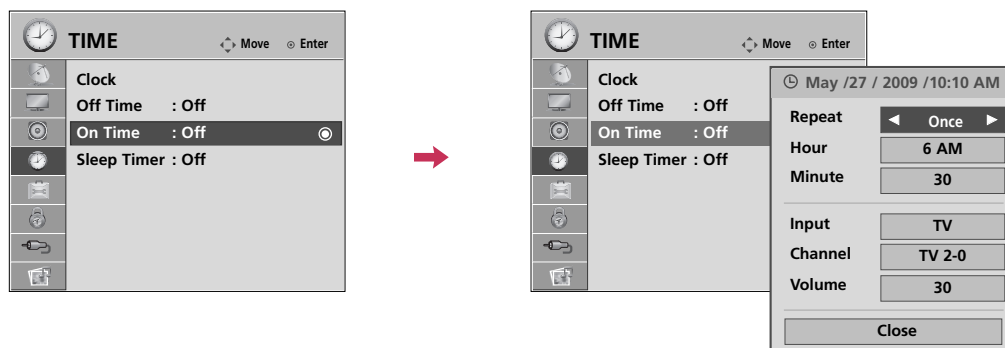 TIME
Move Enter
Clock
Off Time : Off
On Time : Off
Sleep Timer : Off
TIME
Move Enter
Clock
Off Time : Off
On Time : Off
Sleep Timer : Off
May /27 / 2009 /10:10 AM
Repeat Once
Hour 6 AM
Minute 30
Input TV
Channel TV 2-0
Volume 30
Close